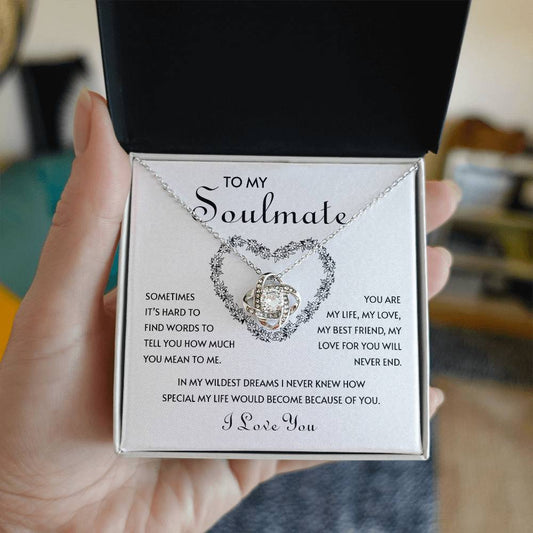 TO MY
Soulmate
SOMETIMES
IT'S HARD TO
FIND WORDS TO
TELL YOU HOW MUCH
YOU MEAN TO ME.
YOU ARE
MY LIFE, MY LOVE,
MY BEST FRIEND, MY
LOVE FOR YOU WILL
NEVER END.
IN MY WILDEST DREAMS I NEVER KNEW HOW
SPECIAL MY LIFE WOULD BECOME BECAUSE OF YOU.
I Love You